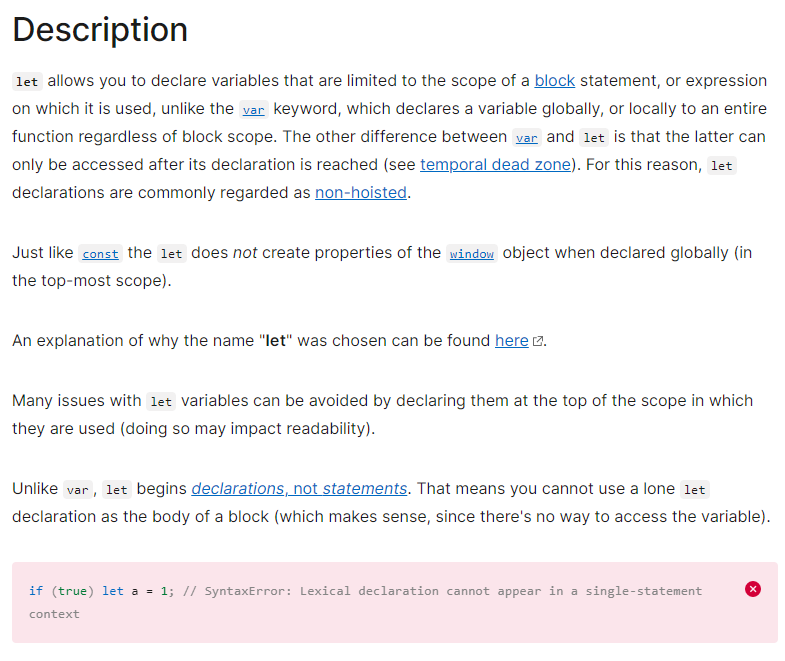 Description
let allows you to declare variables that are limited to the scope of a block statement, or expression
on which it is used, unlike the var keyword, which declares a variable globally, or locally to an entire
function regardless of block scope. The other difference between var and let is that the latter can
only be accessed after its declaration is reached (see temporal dead zone). For this reason, let
declarations are commonly regarded as non-hoisted.
Just like const the let does not create properties of the window object when declared globally (in
the top-most scope).
An explanation of why the name "let" was chosen can be found here.
Many issues with let variables can be avoided by declaring them at the top of the scope in which
they are used (doing so may impact readability).
Unlike var, let begins declarations, not statements. That means you cannot use a lone let
declaration as the body of a block (which makes sense, since there's no way to access the variable).
if (true) let a = 1; // SyntaxError: Lexical declaration cannot appear in a single-statement
context